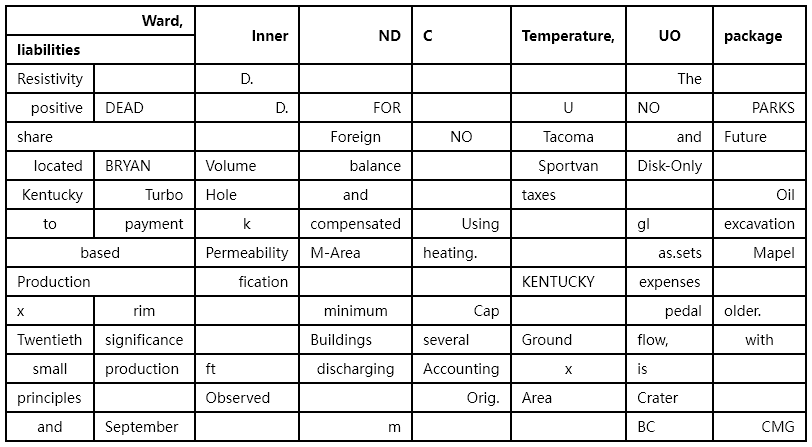 Ward, Inner ND C Temperature, UO package
liabilities
Resistivity D. The
positive DEAD D. FOR U NO PARKS
share Foreign NO Tacoma and Future
located BRYAN Volume balance Sportvan Disk-Only
Kentucky Turbo Hole and taxes Oil
to payment k compensated Using gl excavation
based Permeability M-Area heating. as.sets Mapel
Production fication KENTUCKY expenses
x rim minimum Cap pedal older.
Twentieth significance Buildings several Ground flow, with
small production ft discharging Accounting x is
principles Observed Orig. Area Crater
and September m BC CMG